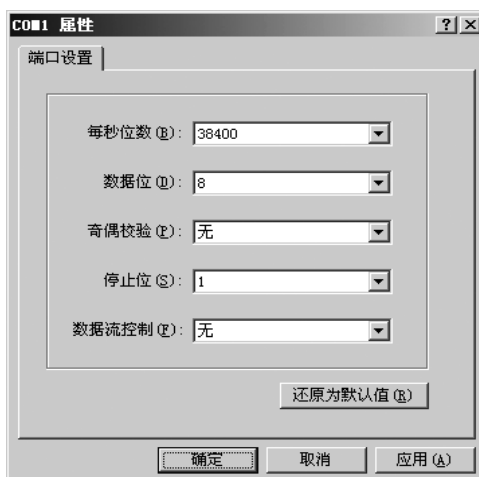 COM1 属性
端口设置
每秒位数(B): 38400
数据位(D): 8
奇偶校验(P): 无
停止位(S): 1
数据流控制(F): 无
还原为默认值(R)
确定 取消 应用(A)